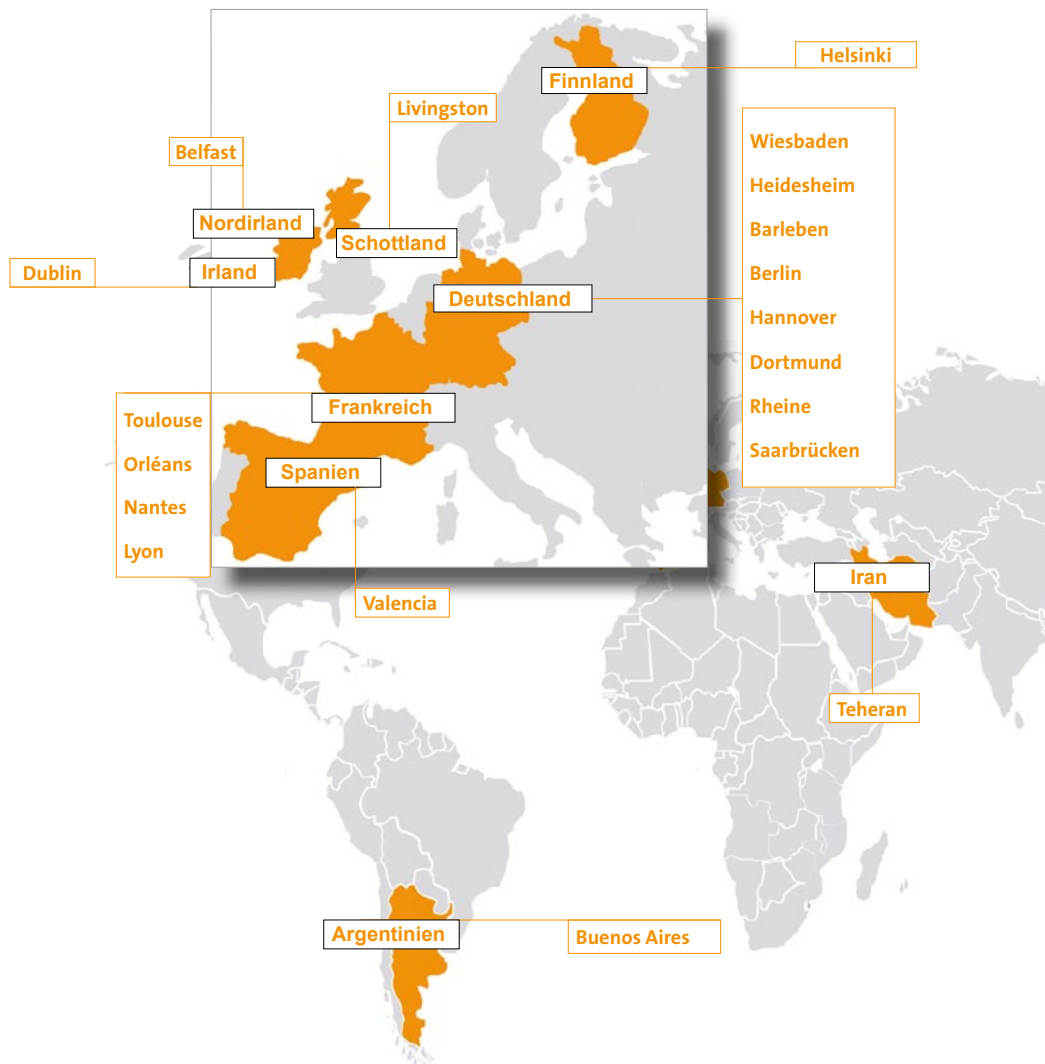 Helsinki
Finnland
Livingston
Belfast
Nordirland
Schottland
Dublin
Irland
Deutschland
Wiesbaden
Heidesheim
Barleben
Berlin
Hannover
Dortmund
Rheine
Saarbrücken
Frankreich
Toulouse
Orléans
Nantes
Lyon
Spanien
Valencia
Iran
Teheran
Argentinien
Buenos Aires